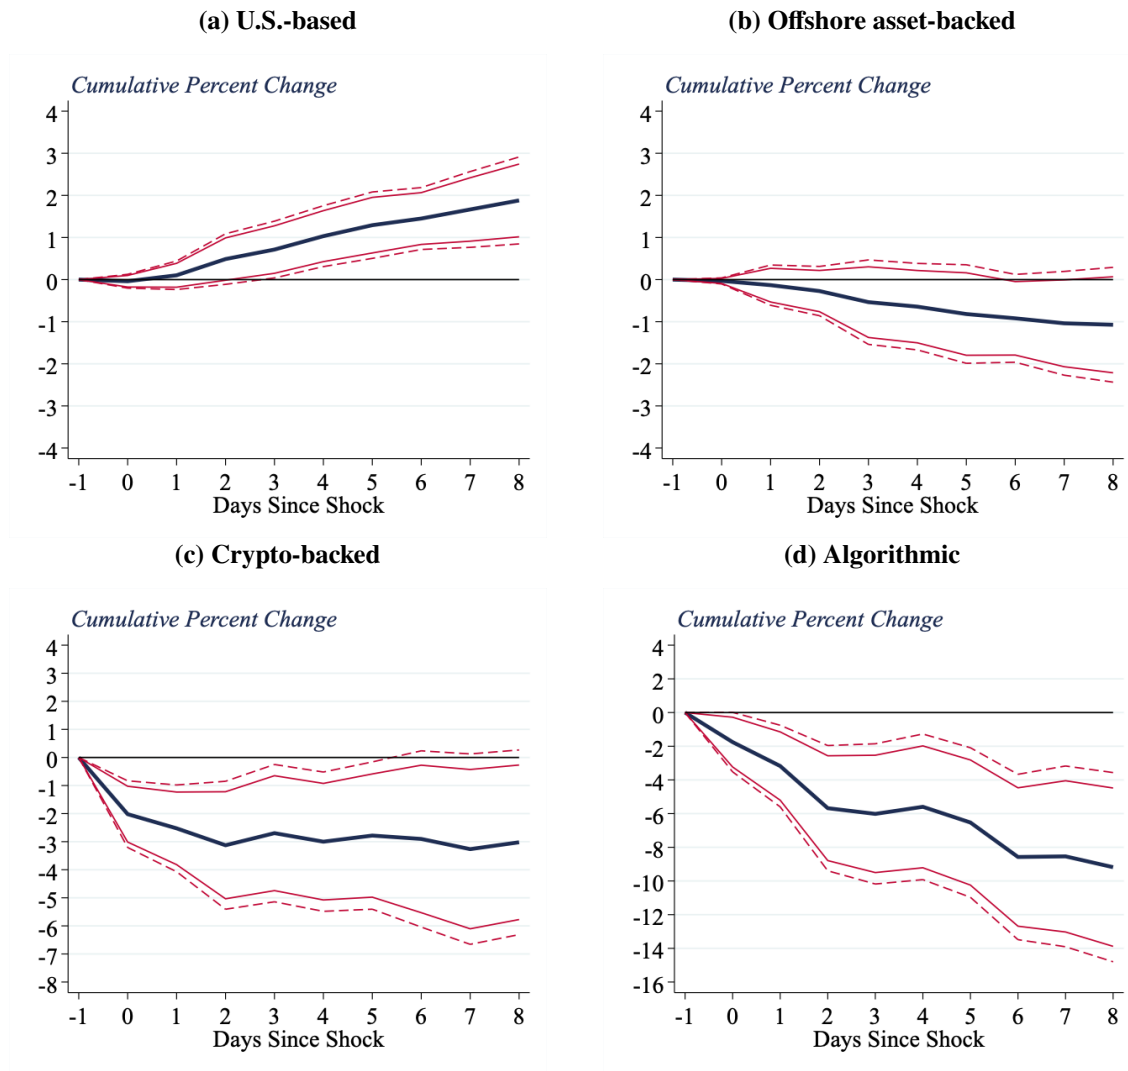 (a) U.S.-based
Cumulative Percent Change
4
3
2
1
0
-1
-2
-3
-4
-1 0 1 2 3 4 5 6 7 8
Days Since Shock
(b) Offshore asset-backed
Cumulative Percent Change
4
3
2
1
0
-1
-2
-3
-4
-1 0 1 2 3 4 5 6 7 8
Days Since Shock
(c) Crypto-backed
Cumulative Percent Change
4
3
2
1
0
-1
-2
-3
-4
-5
-6
-7
-8
-1 0 1 2 3 4 5 6 7 8
Days Since Shock
(d) Algorithmic
Cumulative Percent Change
4
2
0
-2
-4
-6
-8
-10
-12
-14
-16
-1 0 1 2 3 4 5 6 7 8
Days Since Shock